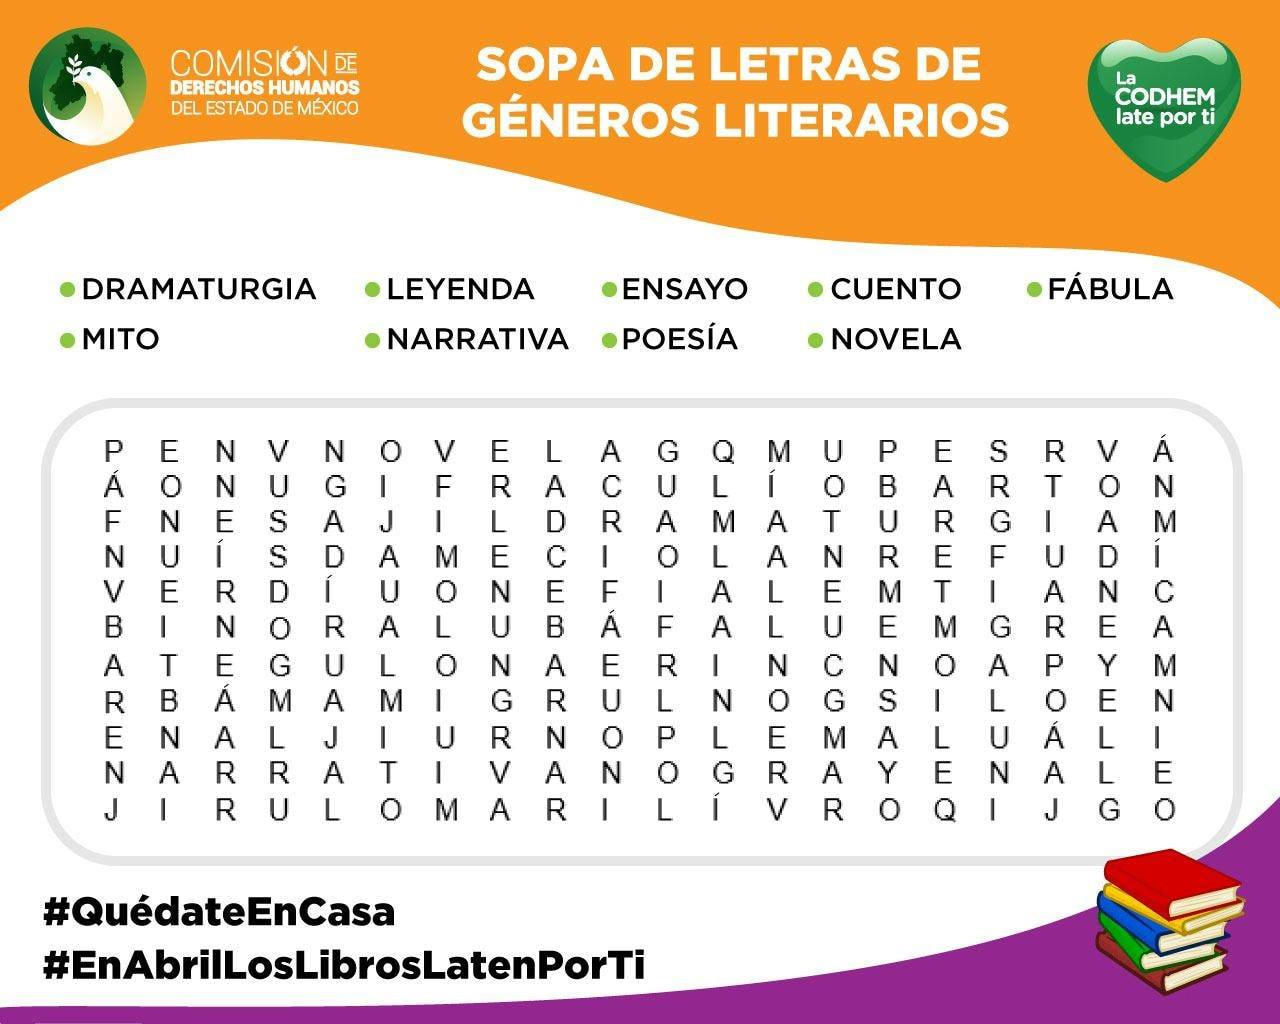 COMISIÓN DE
DERECHOS HUMANOS
DEL ESTADO DE MÉXICO
SOPA DE LETRAS DE
GÉNEROS LITERARIOS
La
CODHEM
late por ti
DRAMATURGIA LEYENDA ENSAYO CUENTO FÁBULA
MITO NARRATIVA POESÍA NOVELA
P E N V N O V E L A G Q M U P E S R V Á
Á O N U G I F R A C U L Í O B A R T O N
F N E S A J I L D R A M A T U R G I A M
N U Í S D A M E C I O L A N R E F U D Í
V E R D Í U O N E F I A L E M T I A N C
B I N O R A L U B Á F A L U E M G R E A
A T E G U L O N A E R I N C N O A P Y M
R B Á M A M I G R U L N O G S I L O E N
E N A L J I U R N O P L E M A L U Á L I
N A R R A T I V A N O G R A Y E N A L E
J I R U L O M A R I L Í V R O Q I J G O
#QuédateEnCasa
#EnAbrilLosLibrosLatenPorTi